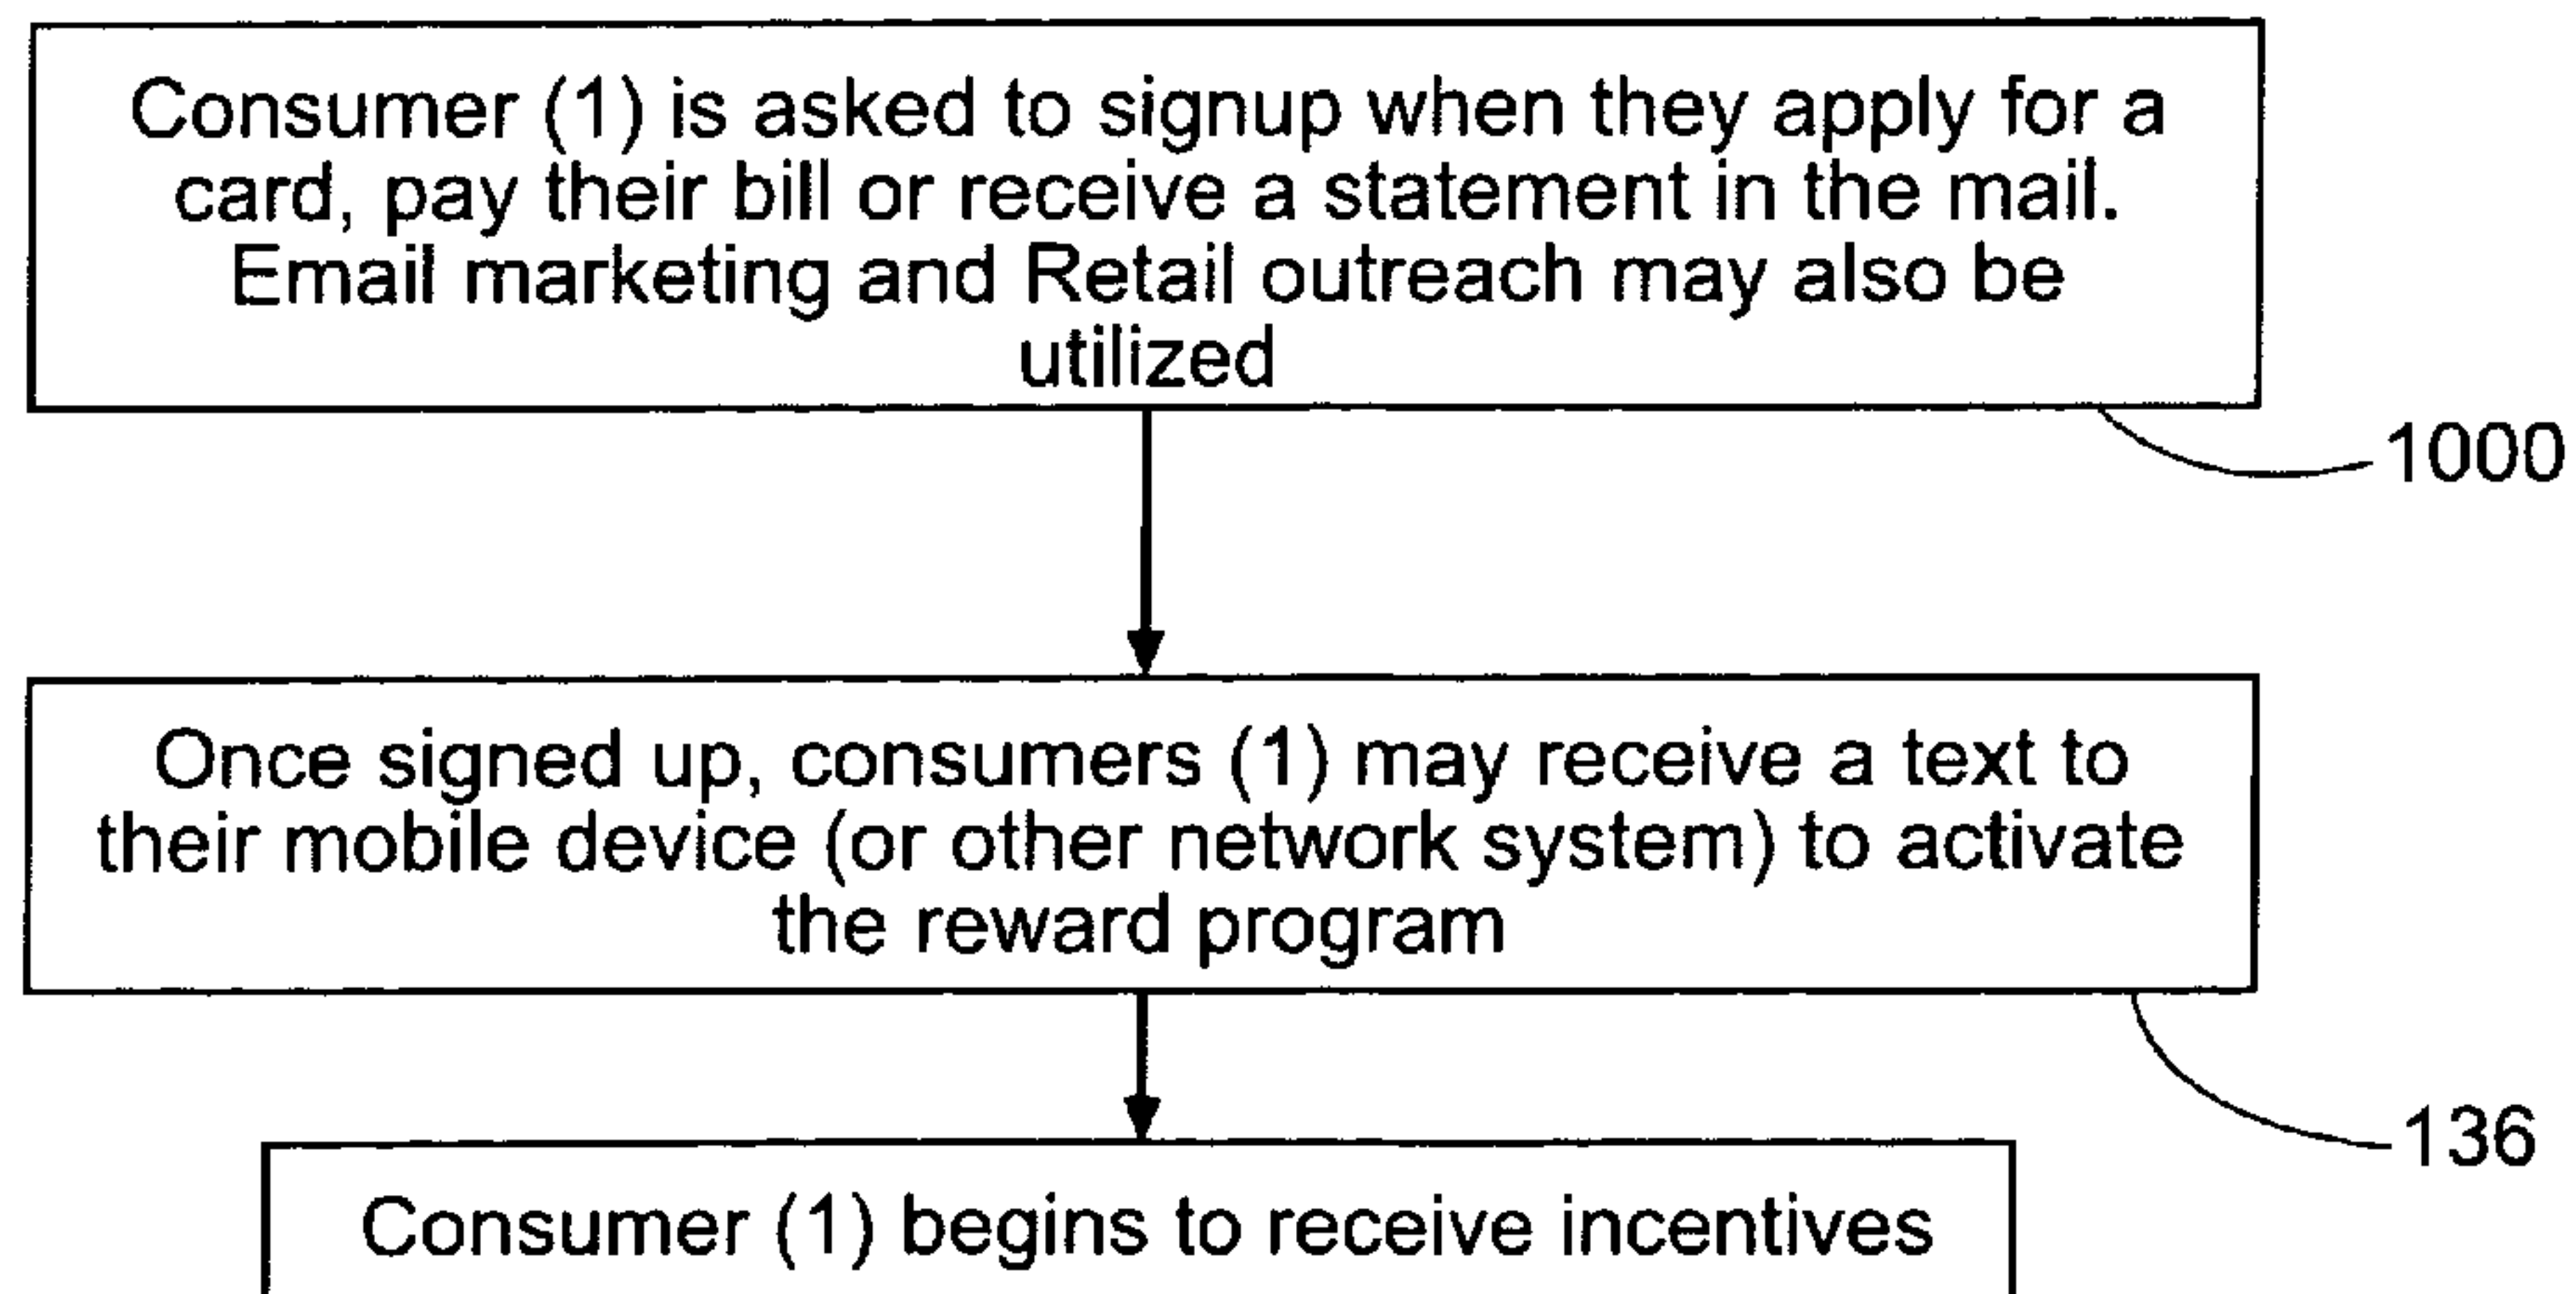 Consumer (1) is asked to signup when they apply for a
card, pay their bill or receive a statement in the mail.
Email marketing and Retail outreach may also be
utilized
1000
Once signed up, consumers (1) may receive a text to
their mobile device (or other network system) to activate
the reward program
136
Consumer (1) begins to receive incentives